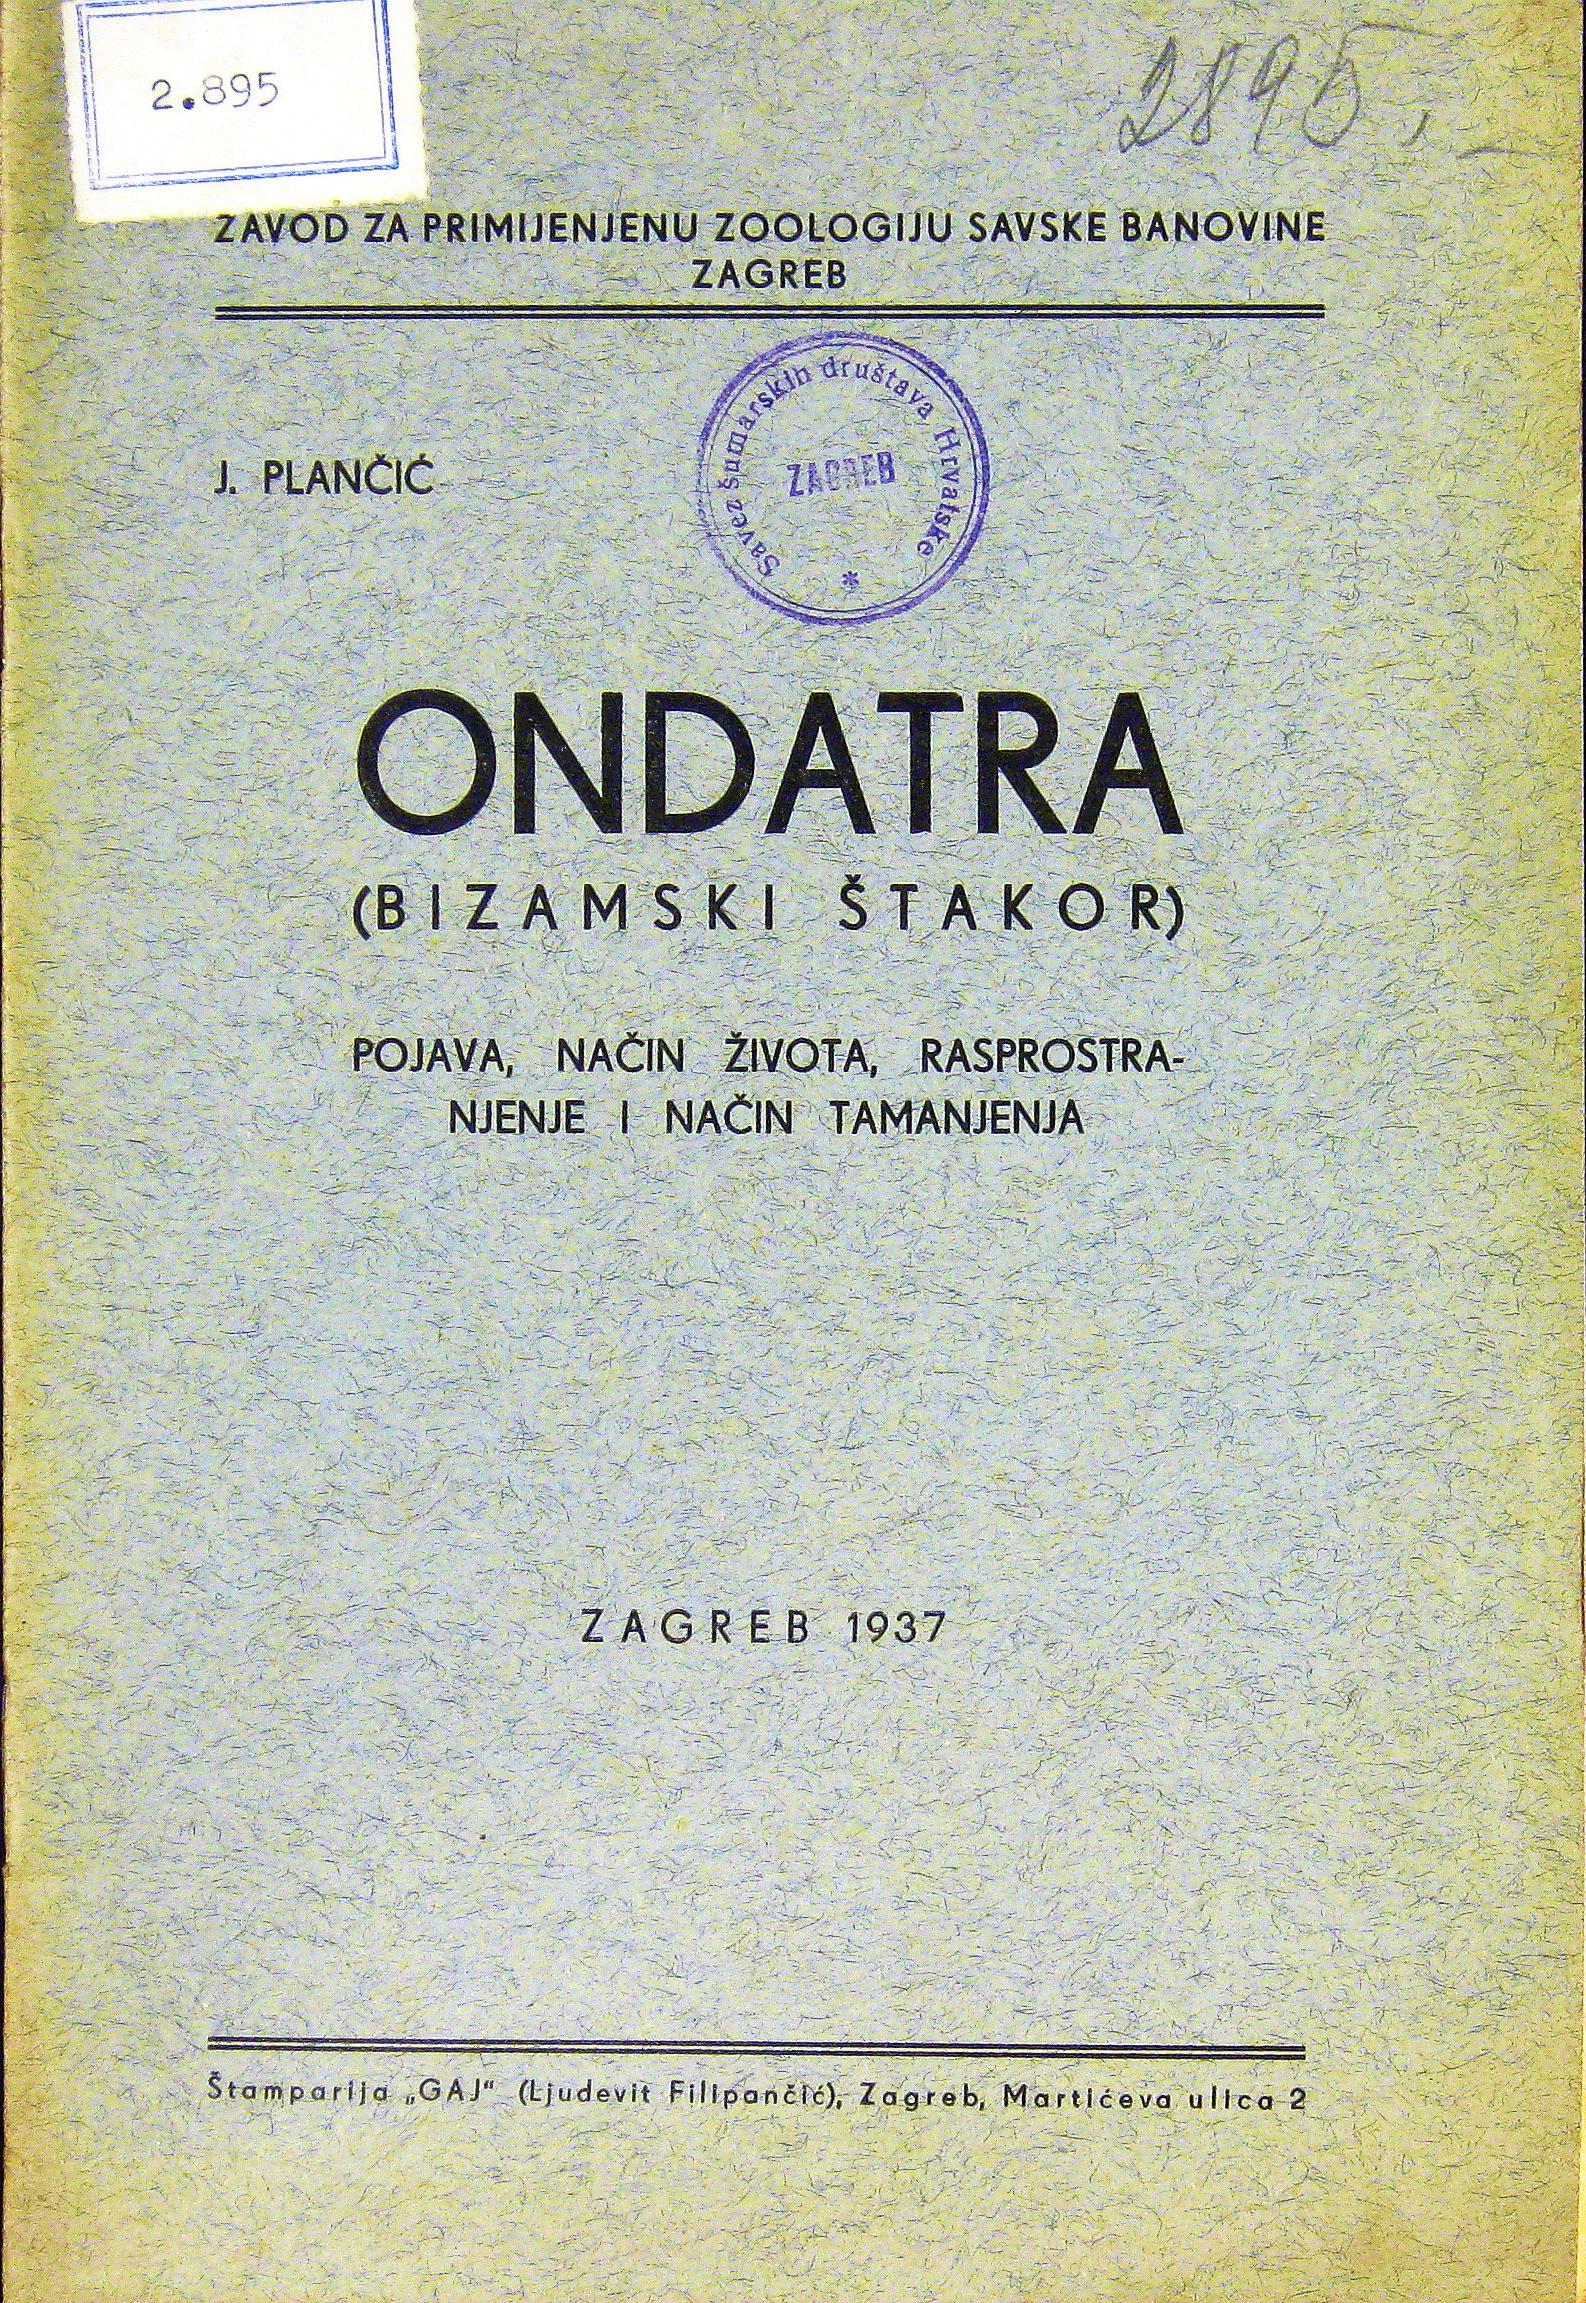 2.895
2895,-
ZAVOD ZA PRIMIJENJENU ZOOLOGIJU SAVSKE BANOVINE
ZAGREB
Savez šumarskih društava Hrvatske
ZAGREB
*
J. PLANČIĆ
ONDATRA
(BIZAMSKI ŠTAKOR)
POJAVA, NAČIN ŽIVOTA, RASPROSTRA-
NJENJE I NAČIN TAMANJENJA
ZAGREB 1937
Štamparija „GAJ“ (Ljudevit Filipančić), Zagreb, Martićeva ulica 2